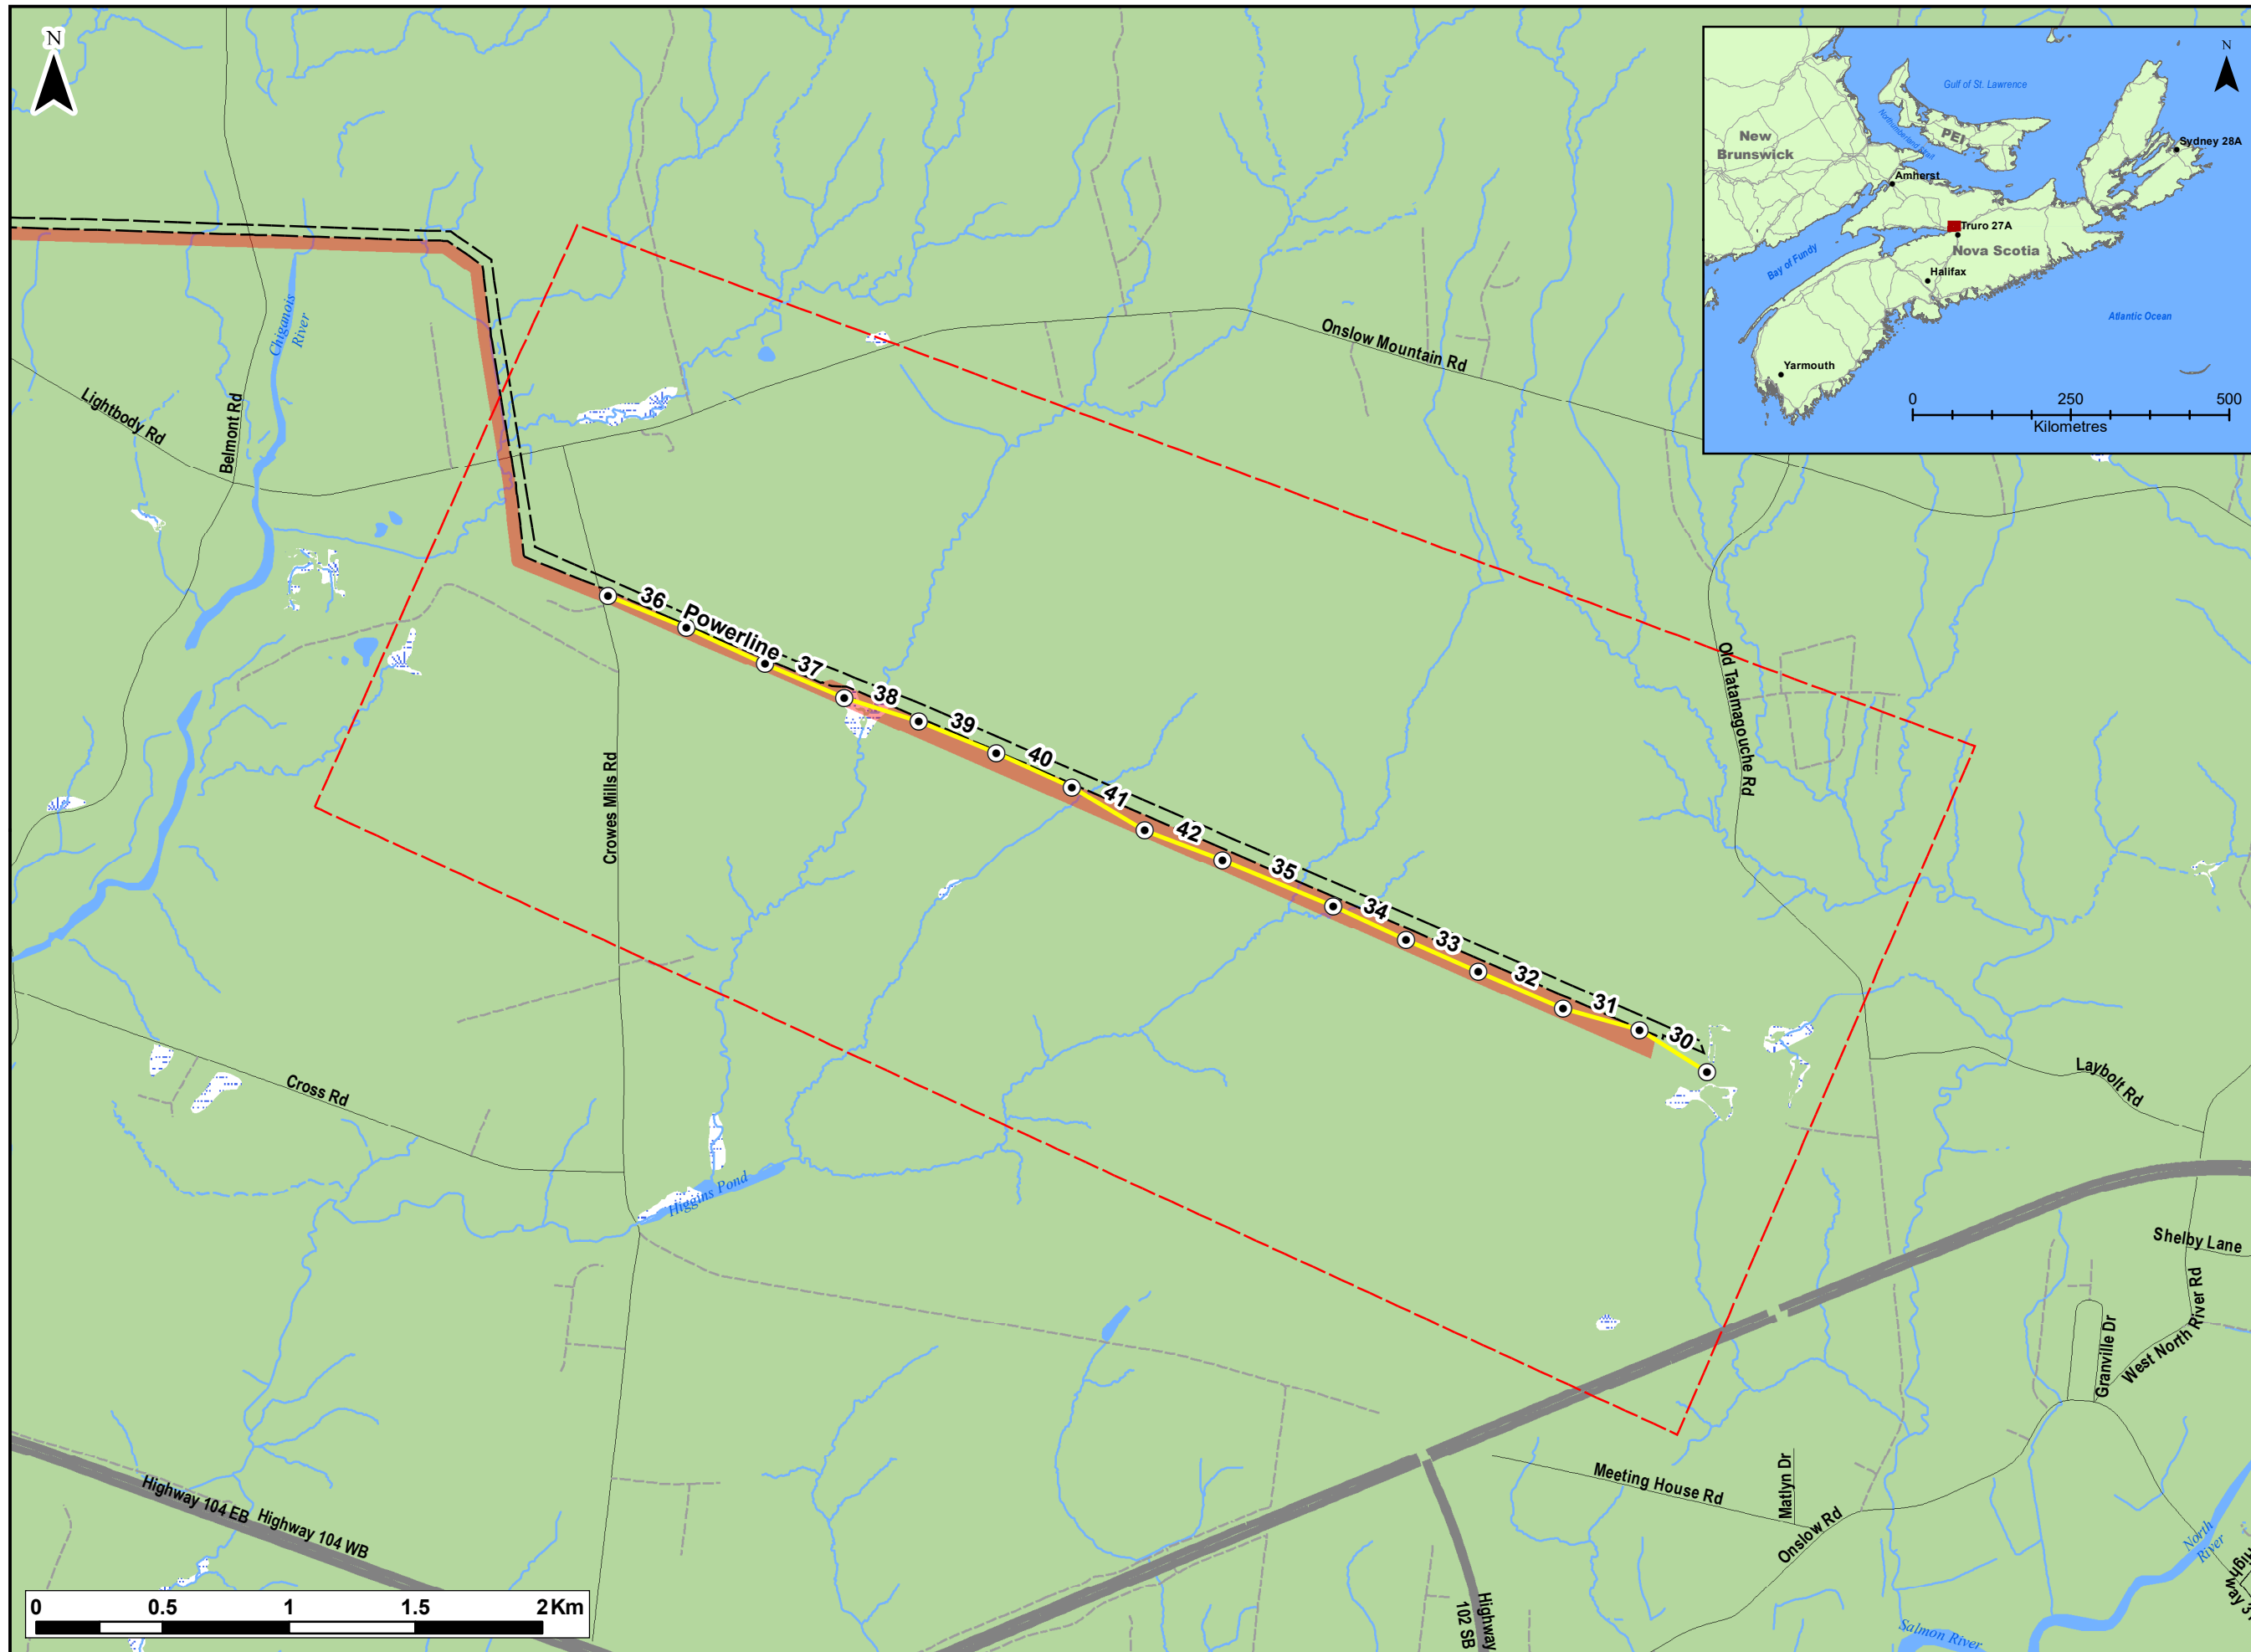 N
N
Gulf of St. Lawrence
Northumberland Strait
New
Brunswick
PEI
Sydney 28A
Amherst
Truro 27A
Nova Scotia
Bay of Fundy
Halifax
Atlantic Ocean
Yarmouth
0 250 500
Kilometres
Chiganois
River
Onslow Mountain Rd
Lightbody Rd
Belmont Rd
36
Powerline
37
38
39
40
41
42
35
34
33
32
31
30
Old Tatamagouche Rd
Crowes Mills Rd
Cross Rd
Laybolt Rd
Higgins Pond
Shelby Lane
West North River Rd
Granville Dr
Meeting House Rd
Matlyn Dr
Onslow Rd
Highway 104 EB
Highway 104 WB
North
River
Highway
102 SB
Salmon River
0 0.5 1 1.5 2 Km